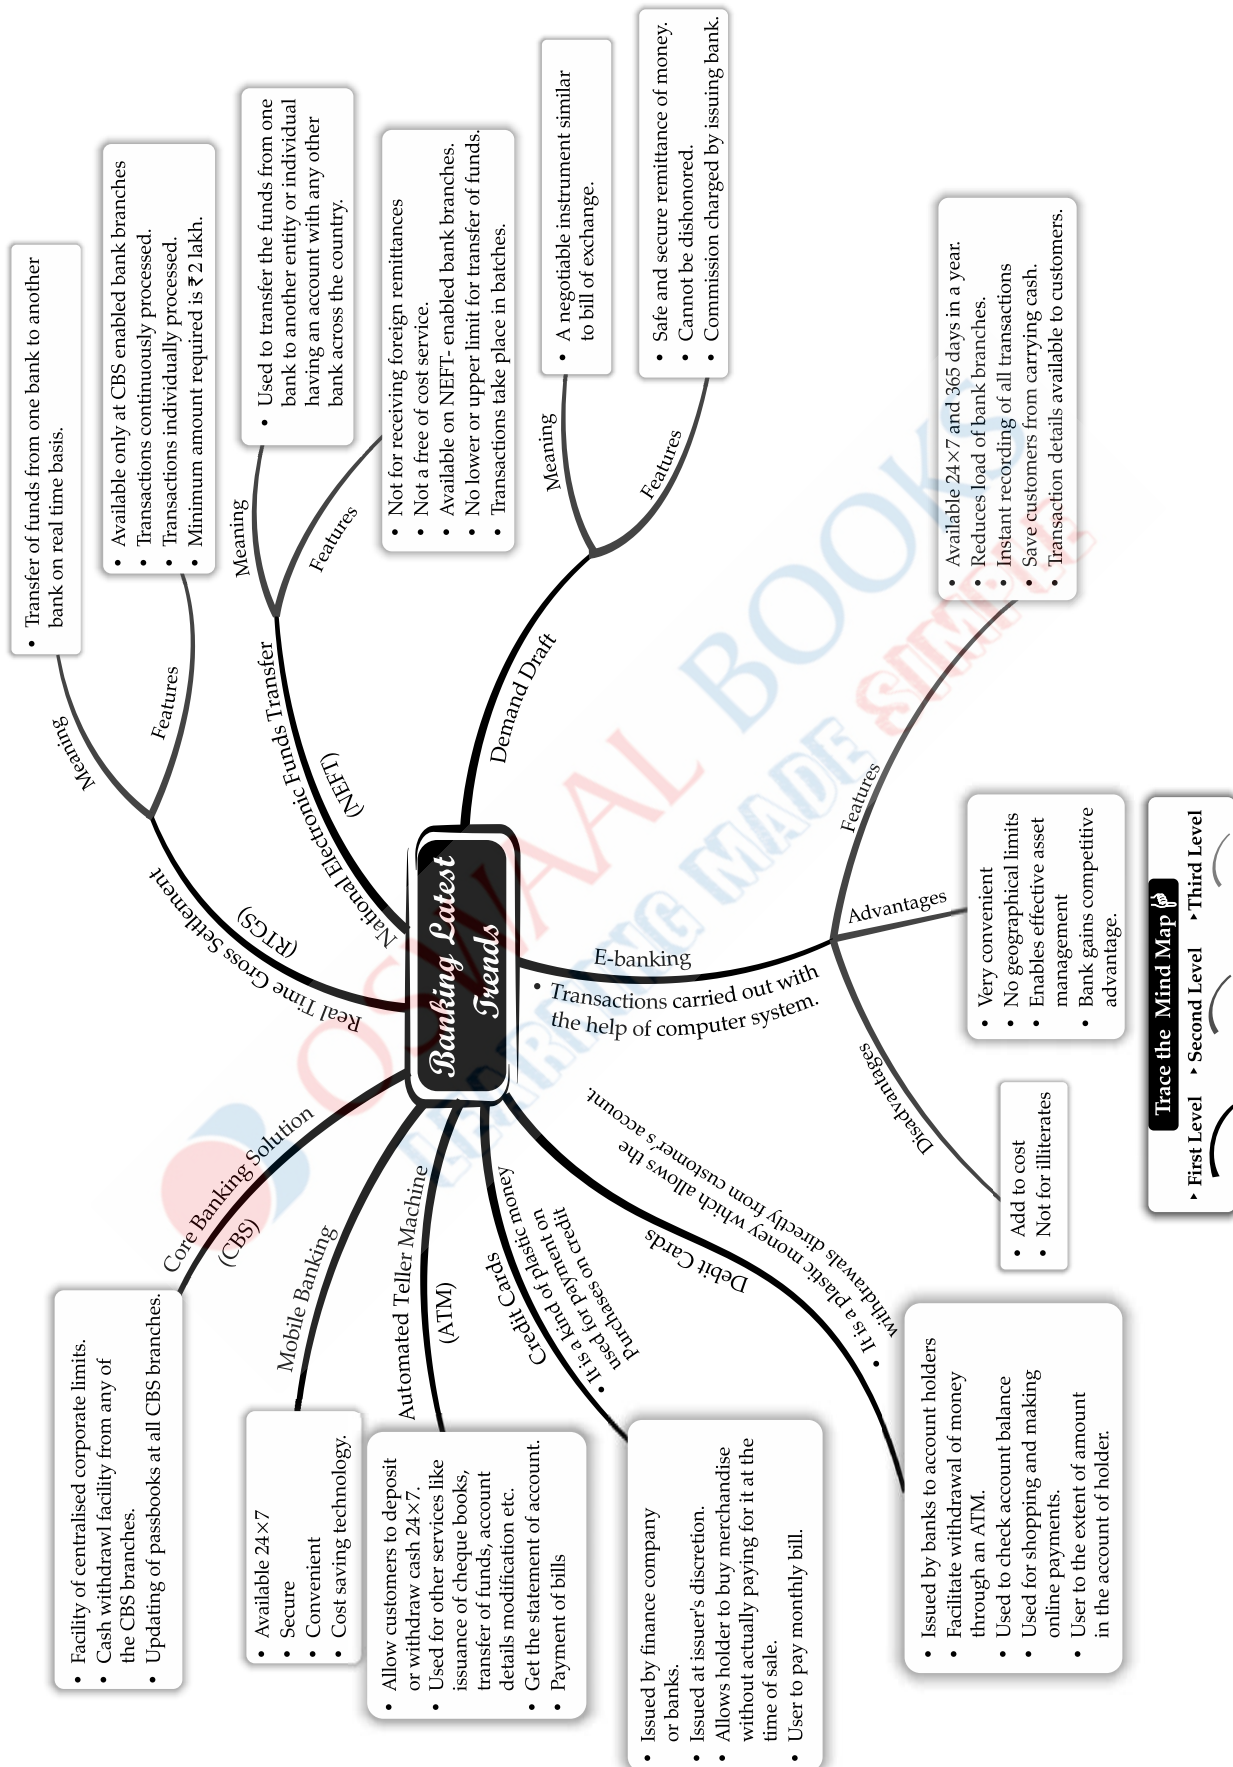 Banking Latest
Trends
Real Time Gross Settlement
(RTGS)
Meaning
• Transfer of funds from one bank to another
bank on real time basis.
Features
• Available only at CBS enabled bank branches
• Transactions continuously processed.
• Transactions individually processed.
• Minimum amount required is ₹ 2 lakh.
National Electronic Funds Transfer
(NEFT)
Meaning
• Used to transfer the funds from one
bank to another entity or individual
having an account with any other
bank across the country.
Features
• Not for receiving foreign remittances
• Not a free of cost service.
• Available on NEFT- enabled bank branches.
• No lower or upper limit for transfer of funds.
• Transactions take place in batches.
Demand Draft
Meaning
• A negotiable instrument similar
to bill of exchange.
Features
• Safe and secure remittance of money.
• Cannot be dishonored.
• Commission charged by issuing bank.
E-banking
• Transactions carried out with
the help of computer system.
Features
• Available 24×7 and 365 days in a year.
• Reduces load of bank branches.
• Instant recording of all transactions
• Save customers from carrying cash.
• Transaction details available to customers.
Advantages
• Very convenient
• No geographical limits
• Enables effective asset
management
• Bank gains competitive
advantage.
Disadvantages
• Add to cost
• Not for illiterates
Debit Cards
• It is a plastic money which allows the
withdrawals directly from customer's account.
• Issued by banks to account holders
• Facilitate withdrawal of money
through an ATM.
• Used to check account balance
• Used for shopping and making
online payments.
• User to the extent of amount
in the account of holder.
Credit Cards
• It is a kind of plastic money
used for payment on
Purchases on credit
• Issued by finance company
or banks.
• Issued at issuer's discretion.
• Allows holder to buy merchandise
without actually paying for it at the
time of sale.
• User to pay monthly bill.
Automated Teller Machine
(ATM)
• Allow customers to deposit
or withdraw cash 24×7.
• Used for other services like
issuance of cheque books,
transfer of funds, account
details modification etc.
• Get the statement of account.
• Payment of bills
Mobile Banking
• Available 24×7
• Secure
• Convenient
• Cost saving technology.
Core Banking Solution
(CBS)
• Facility of centralised corporate limits.
• Cash withdrawl facility from any of
the CBS branches.
• Updating of passbooks at all CBS branches.
Trace the Mind Map
▸ First Level ▸ Second Level ▸ Third Level
OSWAAL BOOKS
LEARNING MADE SIMPLE